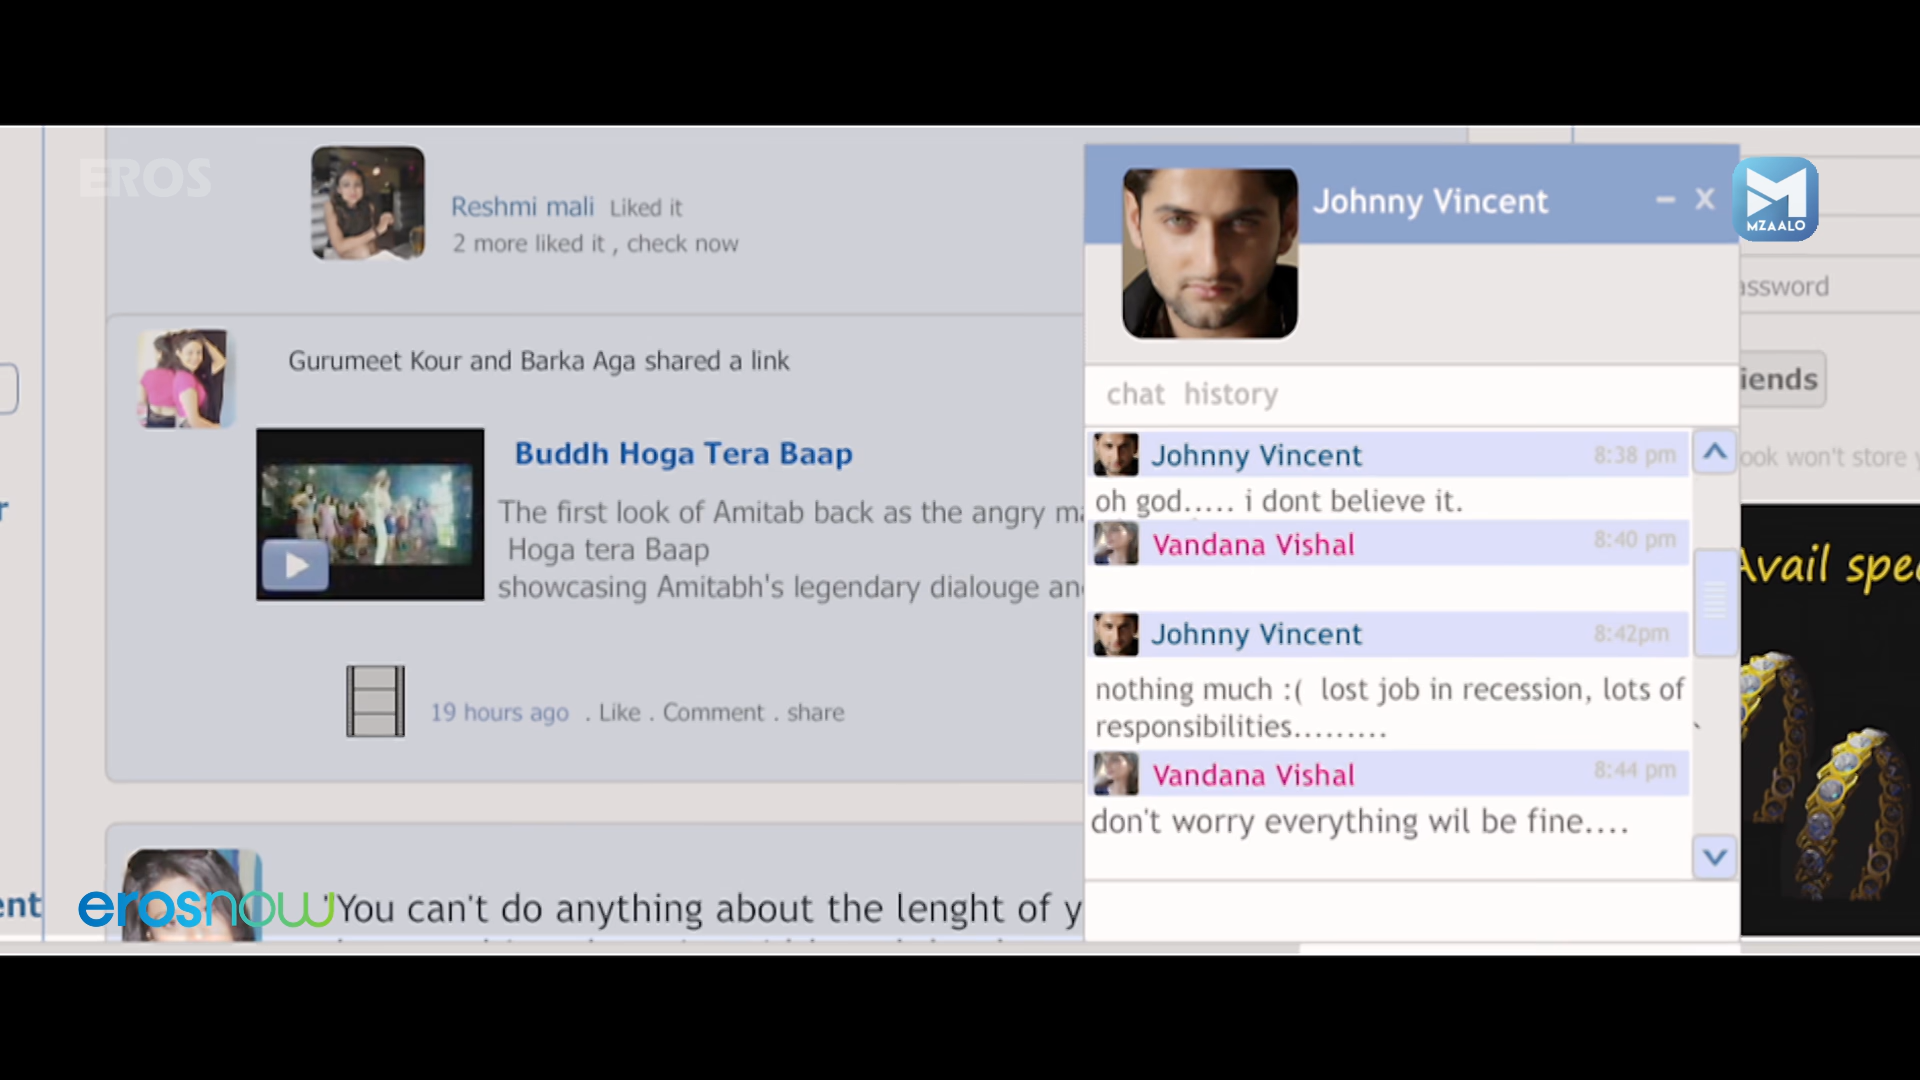 EROS
Reshmi mali Liked it
2 more liked it , check now
Gurumeet Kour and Barka Aga shared a link
Buddh Hoga Tera Baap
The first look of Amitab back as the angry ma
Hoga tera Baap
showcasing Amitabh's legendary dialouge an
19 hours ago . Like . Comment . share
"You can't do anything about the lenght of y
erosnow
ent
r
Johnny Vincent
– X
chat history
Johnny Vincent 8:38 pm
oh god..... i dont believe it.
Vandana Vishal 8:40 pm
Johnny Vincent 8:42pm
nothing much :( lost job in recession, lots of
responsibilities.........
Vandana Vishal 8:44 pm
don't worry everything wil be fine....
MZAALO
assword
iends
ook won't store y
Avail spec